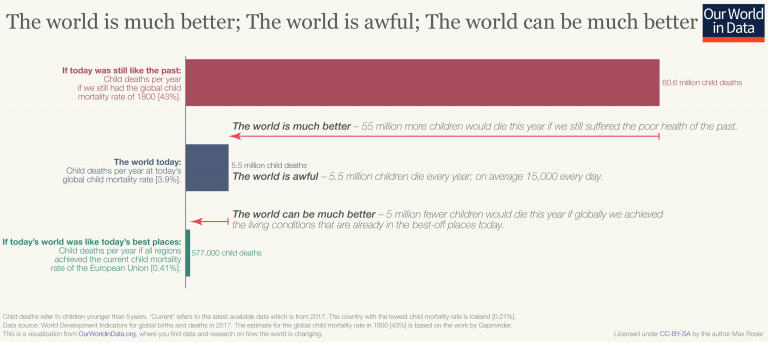 The world is much better; The world is awful; The world can be much better
Our World
in Data
If today was still like the past:
Child deaths per year
if we still had the global child
mortality rate of 1800 [43%].
60.6 million child deaths
The world is much better – 55 million more children would die this year if we still suffered the poor health of the past.
The world today:
Child deaths per year at today's
global child mortality rate [3.9%].
5.5 million child deaths
The world is awful – 5.5 million children die every year; on average 15,000 every day.
The world can be much better – 5 million fewer children would die this year if globally we achieved
the living conditions that are already in the best-off places today.
If today's world was like today's best places:
Child deaths per year if all regions
achieved the current child mortality
rate of the European Union [0.41%].
577,000 child deaths
Child deaths refer to children younger than 5 years. 'Current' refers to the latest available data which is from 2017. The country with the lowest child mortality rate is Iceland [0.21%].
Data source: World Development Indicators for global births and deaths in 2017. The estimate for the global child mortality rate in 1800 [43%] is based on the work by Gapminder.
This is a visualization from OurWorldinData.org, where you find data and research on how the world is changing.
Licensed under CC-BY-SA by the author Max Roser.